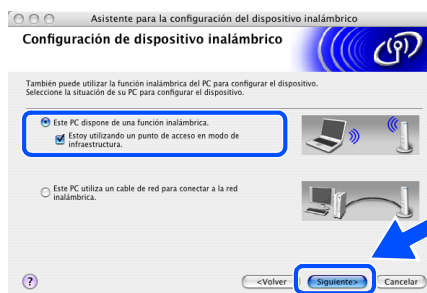 Asistente para la configuración del dispositivo inalámbrico
Configuración de dispositivo inalámbrico
También puede utilizar la función inalámbrica del PC para configurar el dispositivo.
Seleccione la situación de su PC para configurar el dispositivo.
Este PC dispone de una función inalámbrica.
Estoy utilizando un punto de acceso en modo de
infraestructura.
Este PC utiliza un cable de red para conectar a la red
inalámbrica.
?
<Volver
Siguiente>
Cancelar